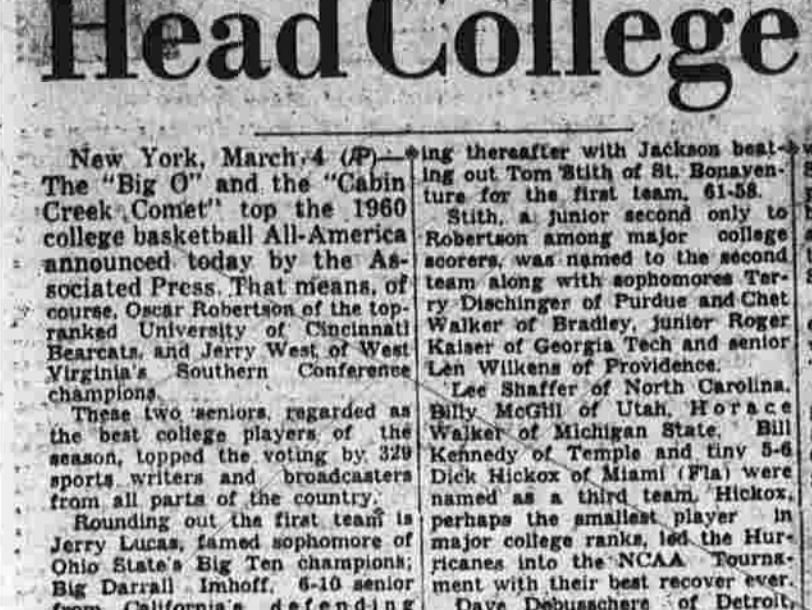 Head College
New York, March 4 (AP)—
The "Big O" and the "Cabin
Creek Comet" top the 1960
college basketball All-America
announced today by the As-
sociated Press. That means, of
course, Oscar Robertson of the top-
ranked University of Cincinnati
Bearcats, and Jerry West of West
Virginia's Southern Conference
champions.
These two seniors, regarded as
the best college players of the
season, topped the voting by 329
sports writers and broadcasters
from all parts of the country.
Rounding out the first team is
Jerry Lucas, famed sophomore of
Ohio State's Big Ten champions;
Big Darrall Imhoff, 6-10 senior
from California's defending
ing thereafter with Jackson beat-
ing out Tom Stith of St. Bonaven-
ture for the first team, 61-58.
Stith, a junior second only to
Robertson among major college
scorers, was named to the second
team along with sophomores Ter-
ry Dischinger of Purdue and Chet
Walker of Bradley, junior Roger
Kaiser of Georgia Tech and senior
Len Wilkens of Providence.
Lee Shaffer of North Carolina,
Billy McGill of Utah, Horace
Walker of Michigan State, Bill
Kennedy of Temple and tiny 5-6
Dick Hickox of Miami (Fla) were
named as a third team. Hickox,
perhaps the smallest player in
major college ranks, led the Hur-
ricanes into the NCAA Tourna-
ment with their best recover ever.
Dave Debusschere of Detroit,